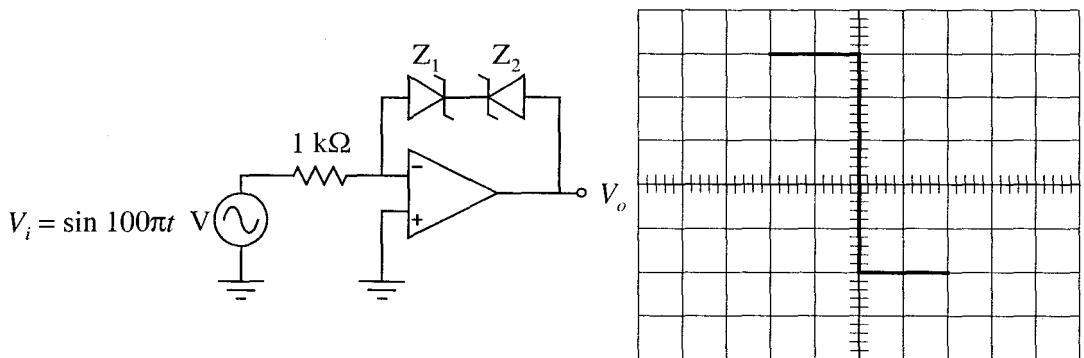 Z₁ Z₂
1 kΩ
−
Vᵢ = sin 100πt V
+
Vₒ